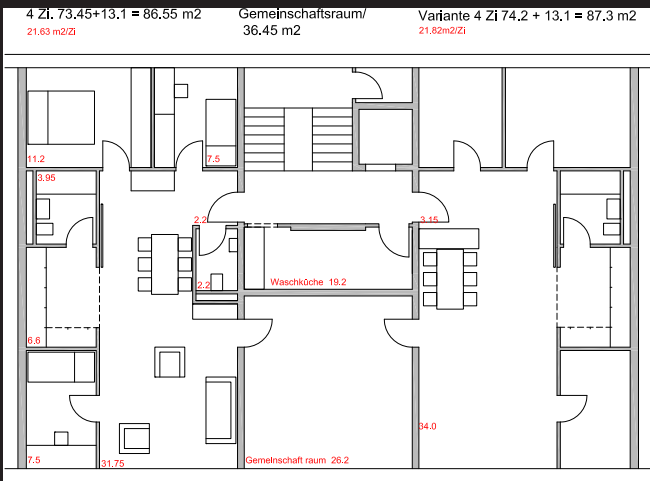 4 Zi. 73.45+13.1 = 86.55 m2
21.63 m2/Zi
Gemeinschaftsraum/
36.45 m2
Variante 4 Zi 74.2 + 13.1 = 87.3 m2
21.82m2/Zi
11.2
7.5
3.95
2.2
3.15
2.2
Waschküche 19.2
6.6
34.0
7.5
31.75
Gemeinschaft raum 26.2